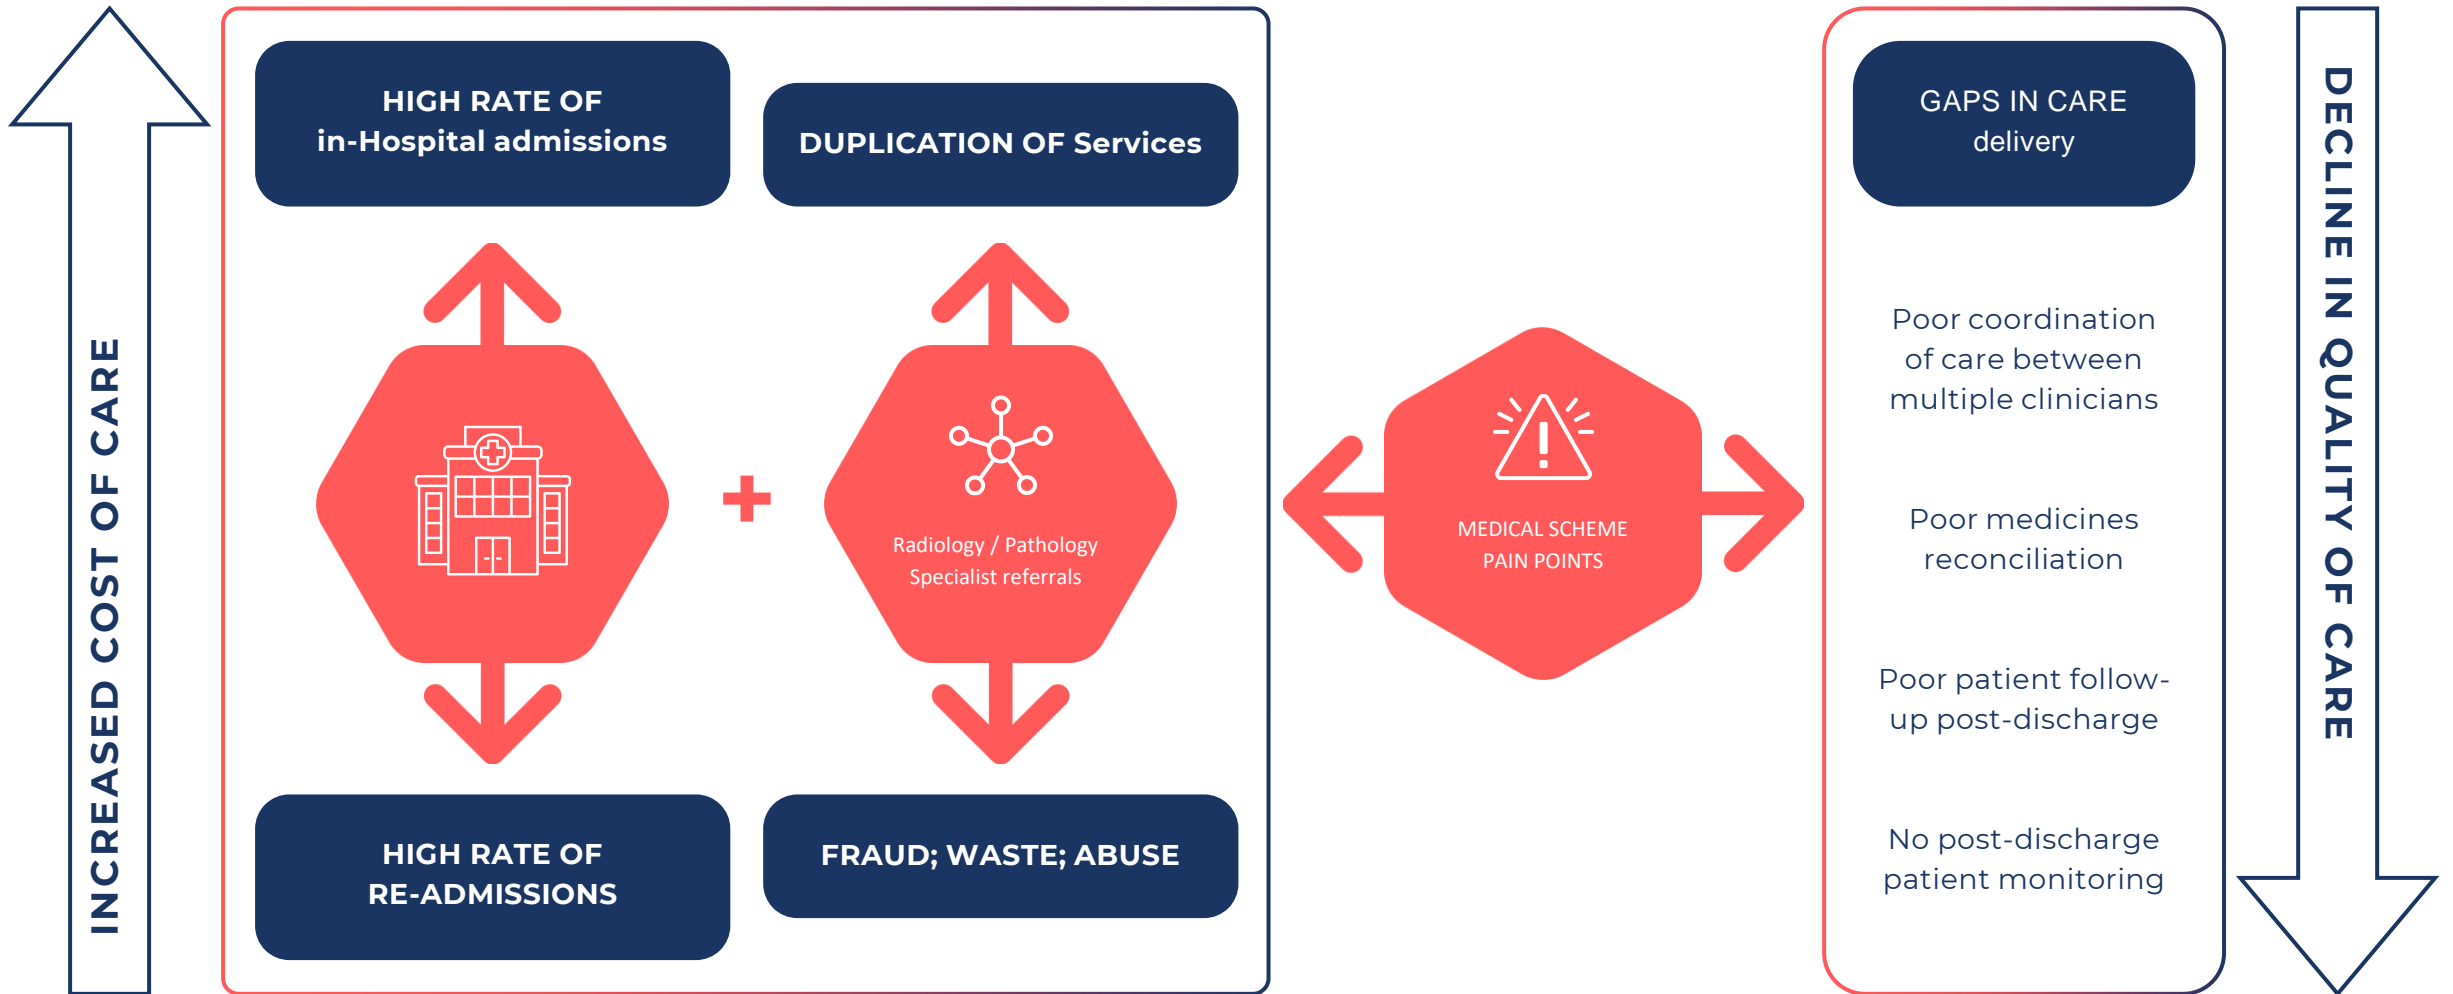 INCREASED COST OF CARE
HIGH RATE OF
in-Hospital admissions
DUPLICATION OF Services
Radiology / Pathology
Specialist referrals
HIGH RATE OF
RE-ADMISSIONS
FRAUD; WASTE; ABUSE
MEDICAL SCHEME
PAIN POINTS
GAPS IN CARE
delivery
Poor coordination
of care between
multiple clinicians
Poor medicines
reconciliation
Poor patient follow-
up post-discharge
No post-discharge
patient monitoring
DECLINE IN QUALITY OF CARE